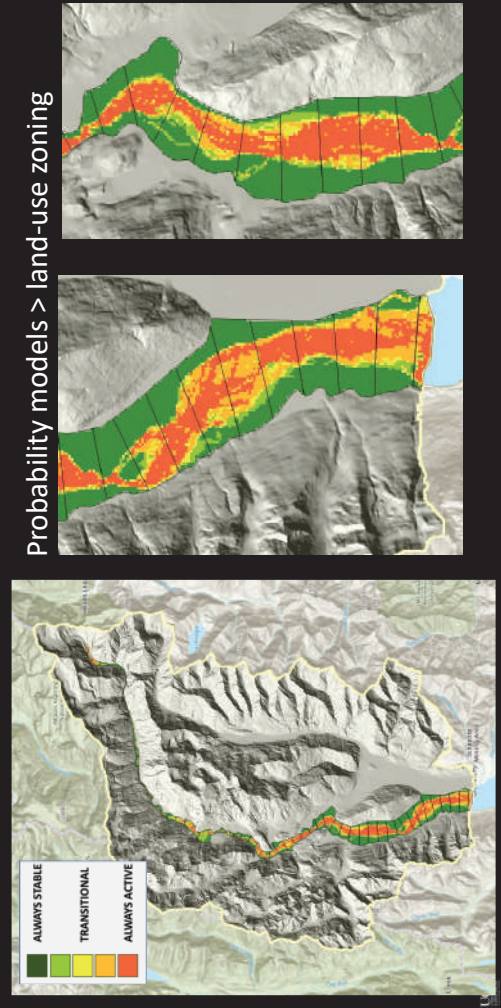 Probability models > land-use zoning
ALWAYS STABLE
TRANSITIONAL
ALWAYS ACTIVE